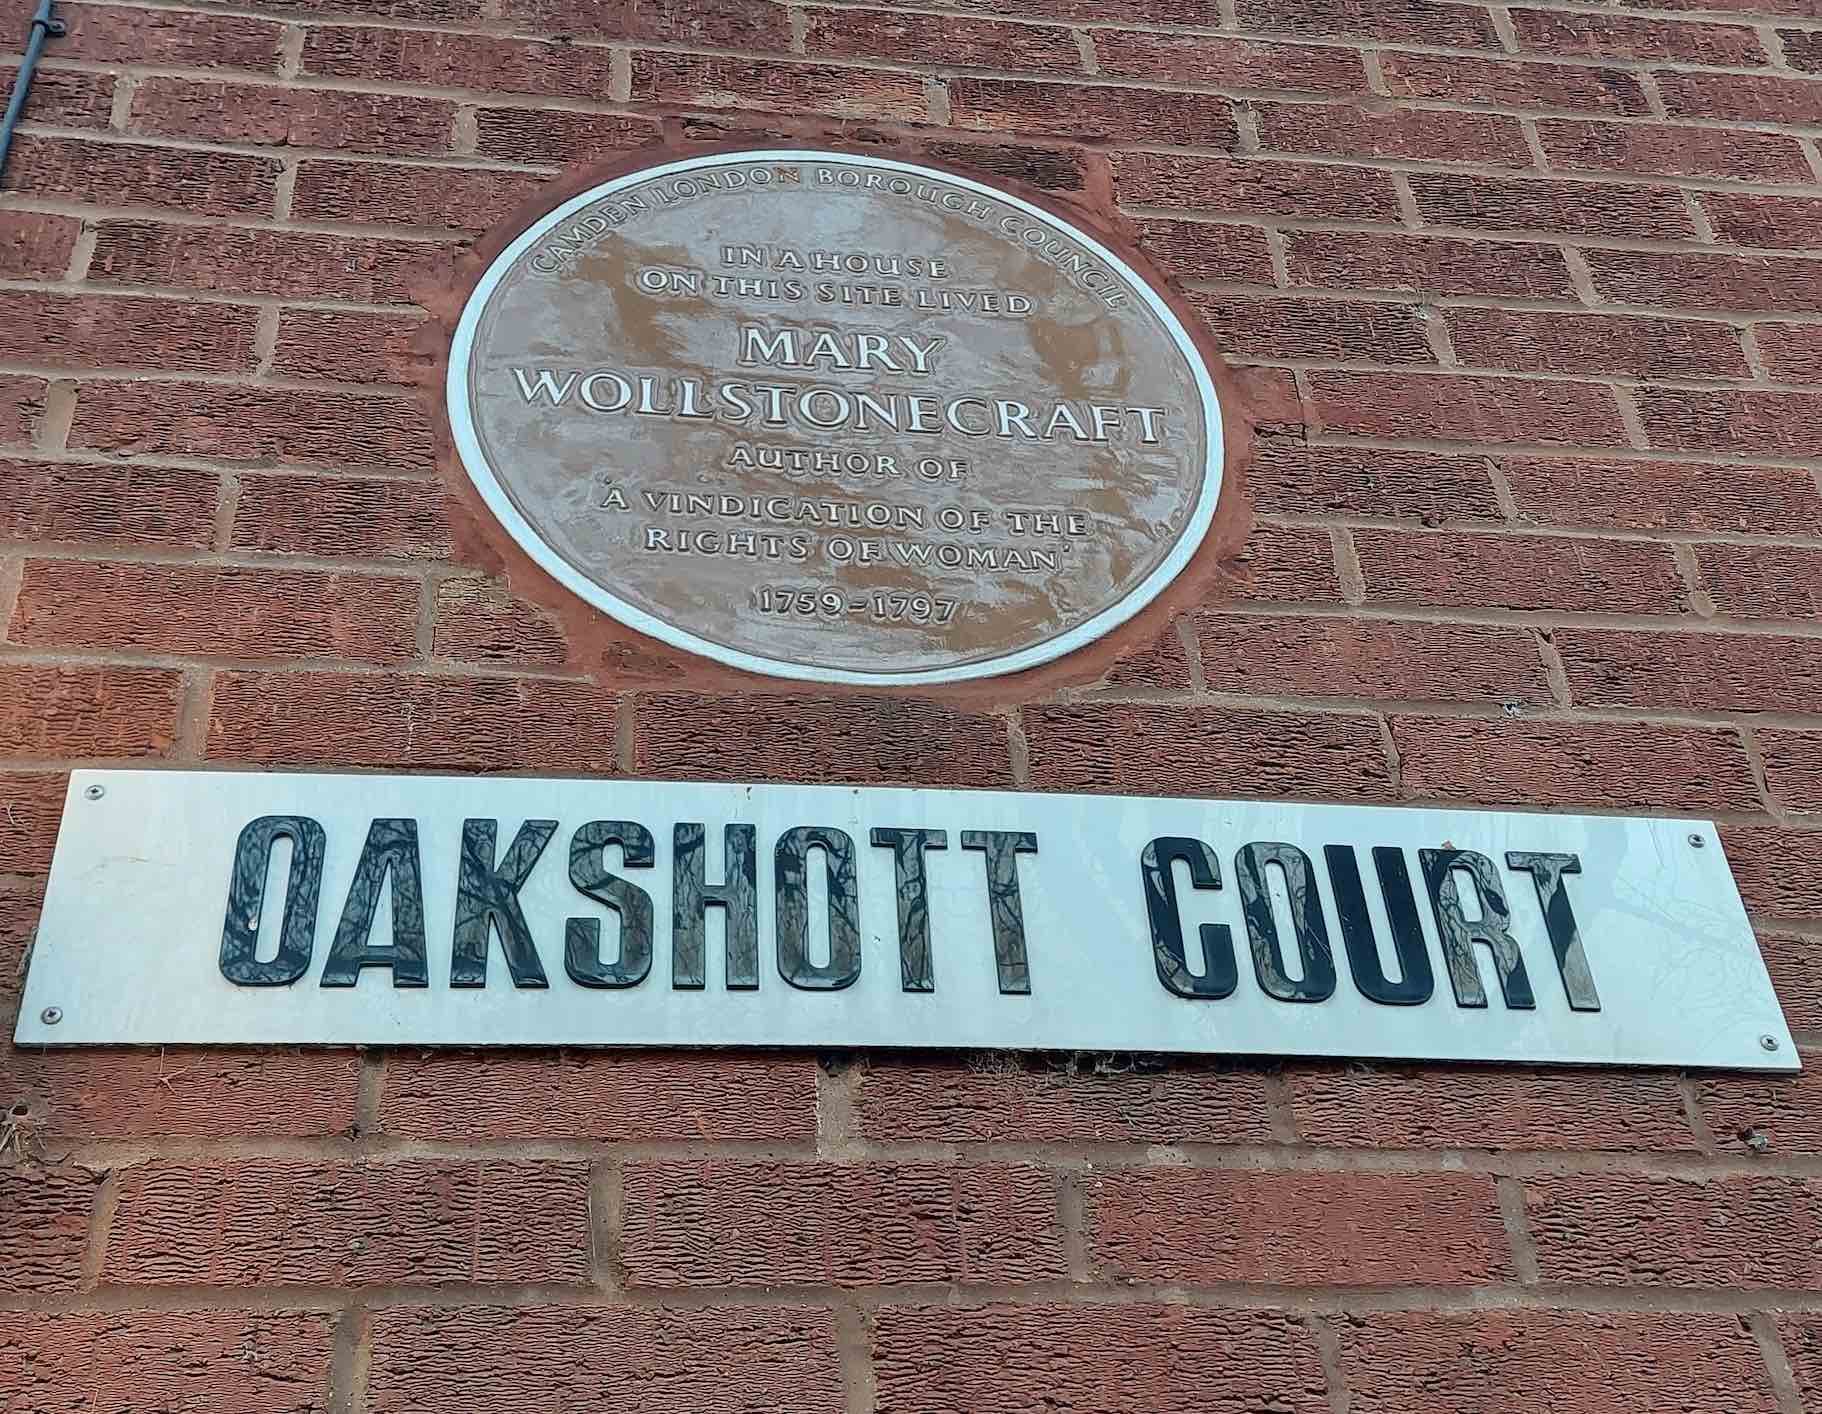 CAMDEN LONDON BOROUGH COUNCIL
IN A HOUSE
ON THIS SITE LIVED
MARY
WOLLSTONECRAFT
AUTHOR OF
'A VINDICATION OF THE
RIGHTS OF WOMAN'
1759-1797
OAKSHOTT COURT